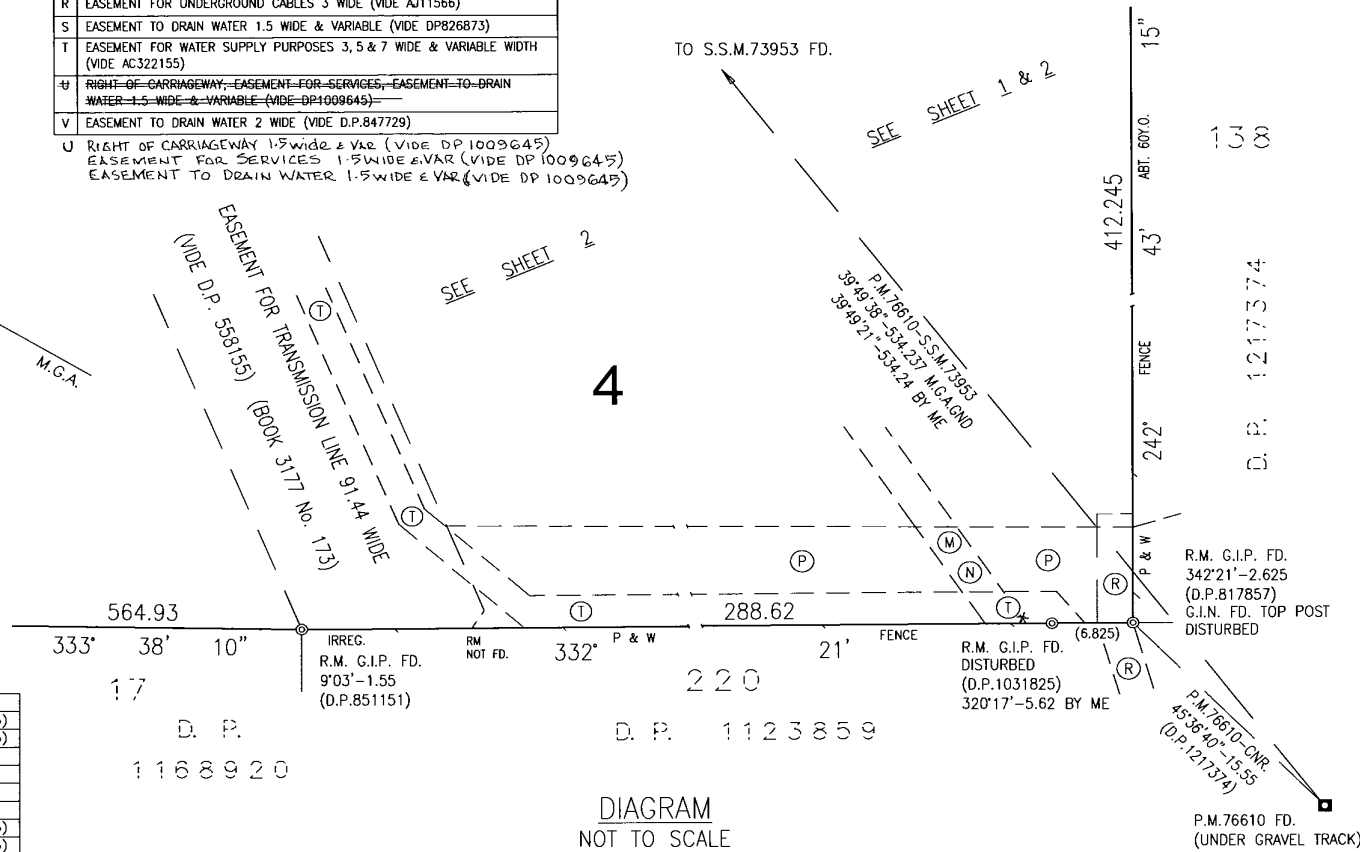 R EASEMENT FOR UNDERGROUND CABLES 3 WIDE (VIDE AJ11566)
S EASEMENT TO DRAIN WATER 1.5 WIDE & VARIABLE (VIDE DP826873)
T EASEMENT FOR WATER SUPPLY PURPOSES 3, 5 & 7 WIDE & VARIABLE WIDTH
(VIDE AC322155)
U RIGHT OF CARRIAGEWAY, EASEMENT FOR SERVICES, EASEMENT TO DRAIN
WATER 1.5 WIDE & VARIABLE (VIDE DP1009645)
V EASEMENT TO DRAIN WATER 2 WIDE (VIDE D.P.847729)
U RIGHT OF CARRIAGEWAY 1.5 wide & VAR (VIDE DP 1009645)
EASEMENT FOR SERVICES 1.5 WIDE & VAR (VIDE DP 1009645)
EASEMENT TO DRAIN WATER 1.5 WIDE & VAR (VIDE DP 1009645)
TO S.S.M.73953 FD.
SEE SHEET 1 & 2
15"
ABT. 60Y.O.
138
412.245
43'
D.P. 1217374
FENCE
242°
P & W
EASEMENT FOR TRANSMISSION LINE 91.44 WIDE
(VIDE D.P. 558155) (BOOK 3177 No. 173)
SEE SHEET 2
M.G.A.
T
4
P.M.76610-S.S.M.73953
39°49'38"-534.237 M.G.A.GND
39°49'21"-534.24 BY ME
T
P
M
N
P
R
T
*
T
R
R.M. G.I.P. FD.
342°21'-2.625
(D.P.817857)
G.I.N. FD. TOP POST
DISTURBED
564.93
333° 38' 10"
IRREG.
R.M. G.I.P. FD.
9°03'-1.55
(D.P.851151)
RM
NOT FD.
332°
P & W
288.62
21'
FENCE
(6.825)
R.M. G.I.P. FD.
DISTURBED
(D.P.1031825)
320°17'-5.62 BY ME
17
D. P.
1168920
220
D. P. 1123859
P.M.76610-CNR.
45°36'40"-15.55
(D.P.1217374)
P.M.76610 FD.
(UNDER GRAVEL TRACK)
DIAGRAM
NOT TO SCALE